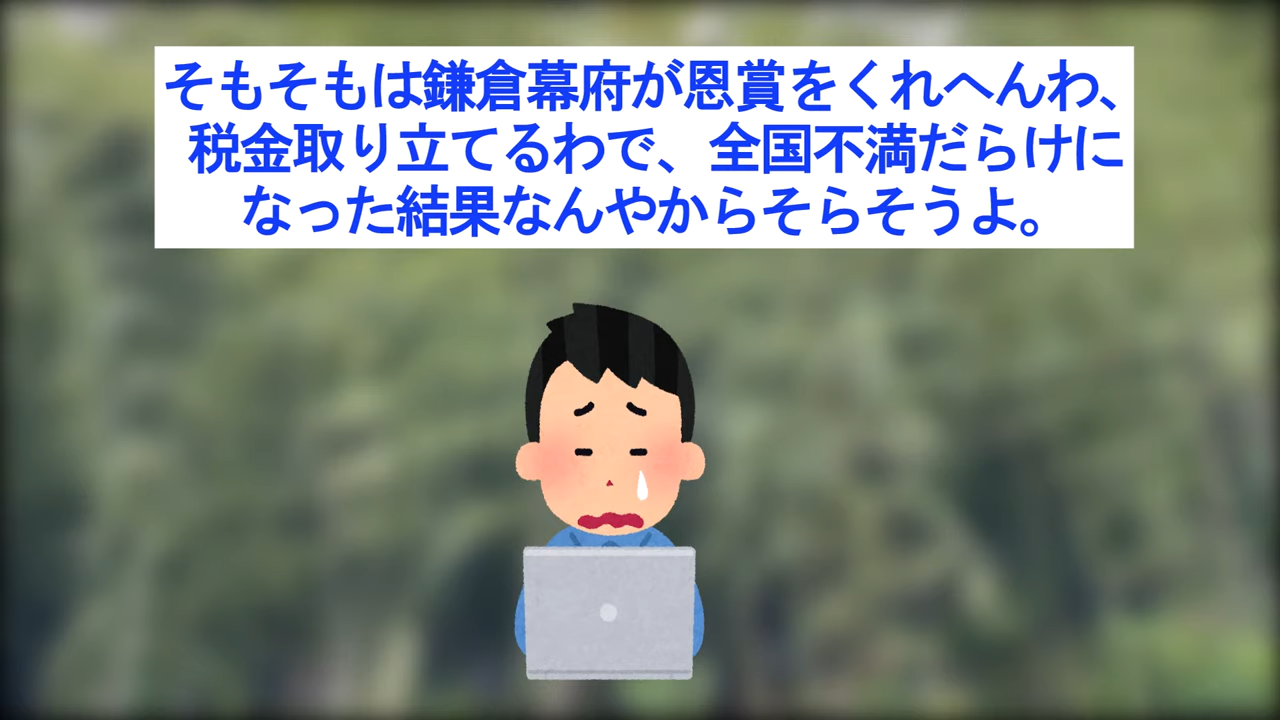 そもそもは鎌倉幕府が恩賞をくれへんわ、
税金取り立てるわで、全国不満だらけに
なった結果なんやからそらそうよ。